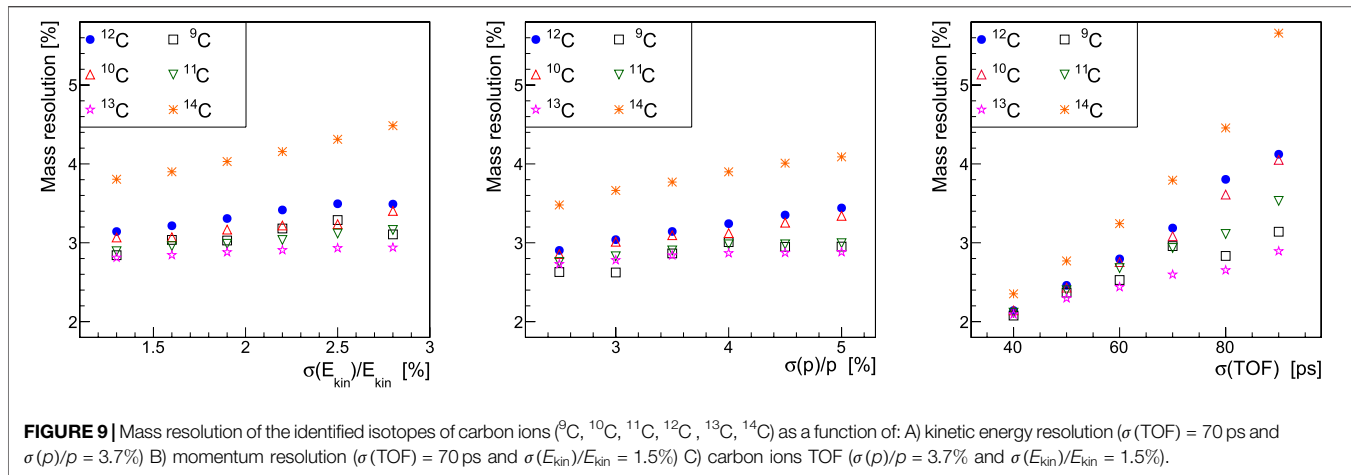 Mass resolution [%]
5
4
3
2
¹²C ⁹C
¹⁰C ¹¹C
¹³C ¹⁴C
1.5 2 2.5 3
σ(E_kin)/E_kin [%]
Mass resolution [%]
5
4
3
2
¹²C ⁹C
¹⁰C ¹¹C
¹³C ¹⁴C
3 4 5
σ(p)/p [%]
Mass resolution [%]
5
4
3
2
¹²C ⁹C
¹⁰C ¹¹C
¹³C ¹⁴C
40 60 80
σ(TOF) [ps]
FIGURE 9 | Mass resolution of the identified isotopes of carbon ions (⁹C, ¹⁰C, ¹¹C, ¹²C , ¹³C, ¹⁴C) as a function of: A) kinetic energy resolution (σ(TOF) = 70 ps and
σ(p)/p = 3.7%) B) momentum resolution (σ(TOF) = 70 ps and σ(E_kin)/E_kin = 1.5%) C) carbon ions TOF (σ(p)/p = 3.7% and σ(E_kin)/E_kin = 1.5%).